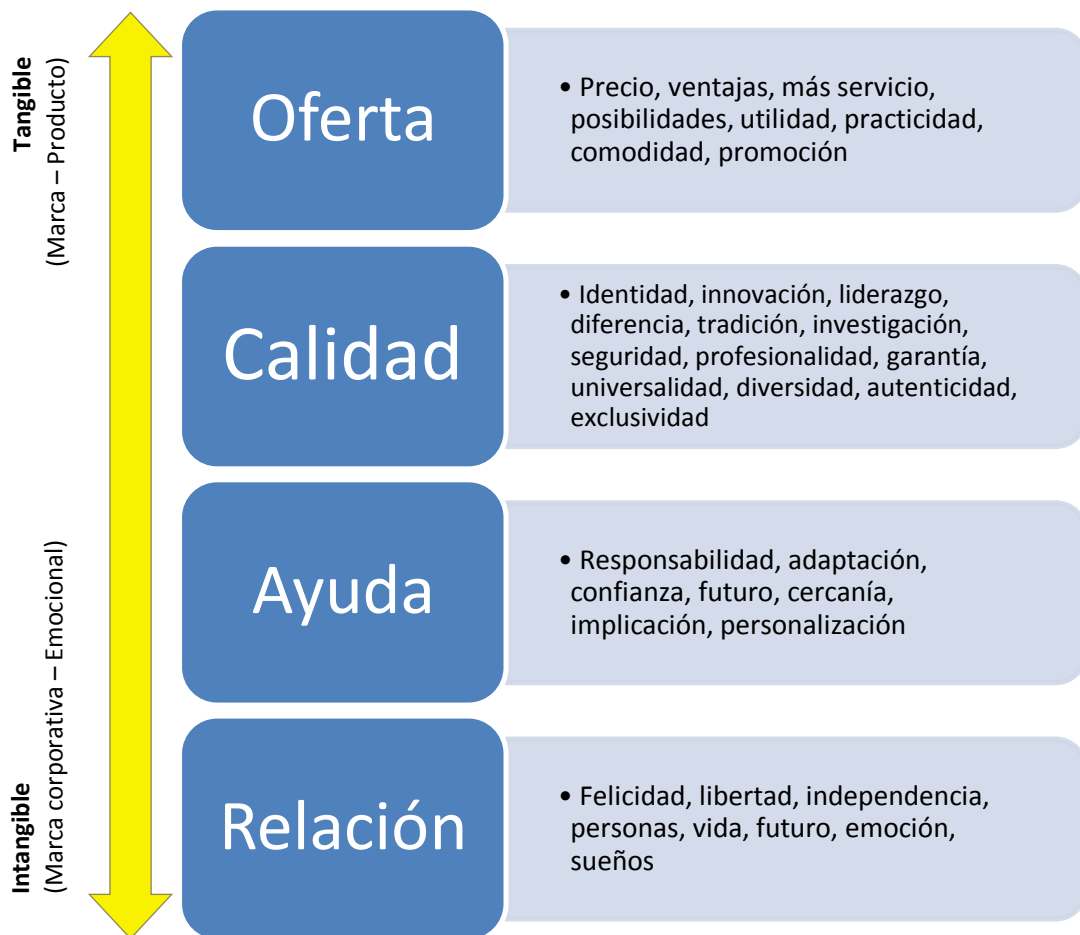 Tangible
(Marca – Producto)
Oferta
• Precio, ventajas, más servicio,
posibilidades, utilidad, practicidad,
comodidad, promoción
Calidad
• Identidad, innovación, liderazgo,
diferencia, tradición, investigación,
seguridad, profesionalidad, garantía,
universalidad, diversidad, autenticidad,
exclusividad
Intangible
(Marca corporativa – Emocional)
Ayuda
• Responsabilidad, adaptación,
confianza, futuro, cercanía,
implicación, personalización
Relación
• Felicidad, libertad, independencia,
personas, vida, futuro, emoción,
sueños